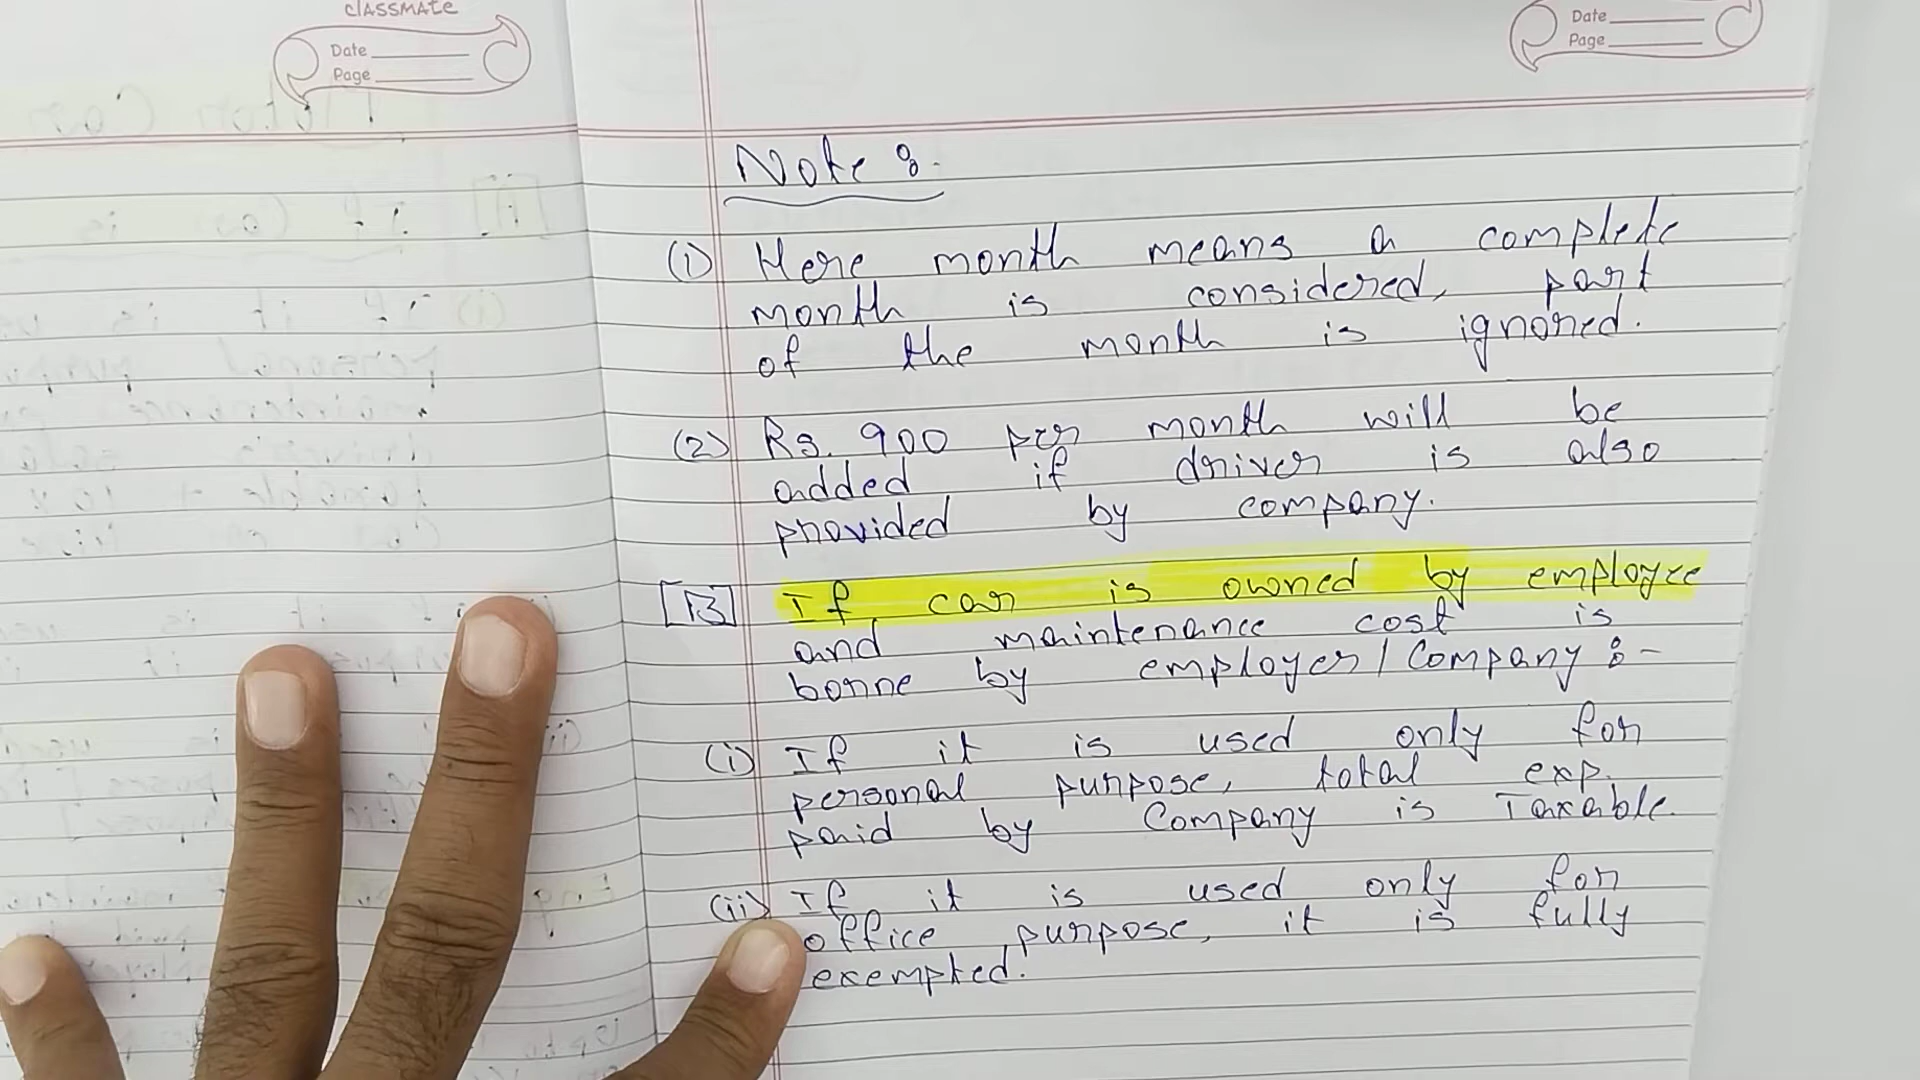 classmate
Date
Page
Date
Page
Note :-
(1) Here month means a complete
month is considered, part
of the month is ignored.
(2) Rs. 900 per month will be
added if driver is also
provided by company.
[B] If car is owned by employee
and maintenance cost is
borne by employer/Company :-
(i) If it is used only for
personal purpose, total exp.
paid by Company is Taxable.
(ii) If it is used only for
office purpose, it is fully
exempted.